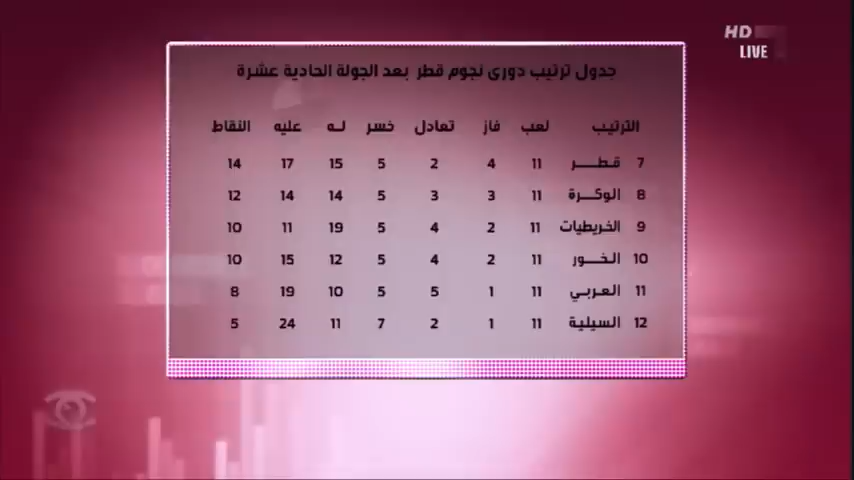 HD
LIVE
جدول ترتيب دوري نجوم قطر بعد الجولة الحادية عشرة
الترتيب لعب فاز تعادل خسر له عليه النقاط
7 قطر 11 4 2 5 15 17 14
8 الوكرة 11 3 3 5 14 14 12
9 الخريطيات 11 2 4 5 19 11 10
10 الخور 11 2 4 5 12 15 10
11 العربي 11 1 5 5 10 19 8
12 السيلية 11 1 2 7 11 24 5